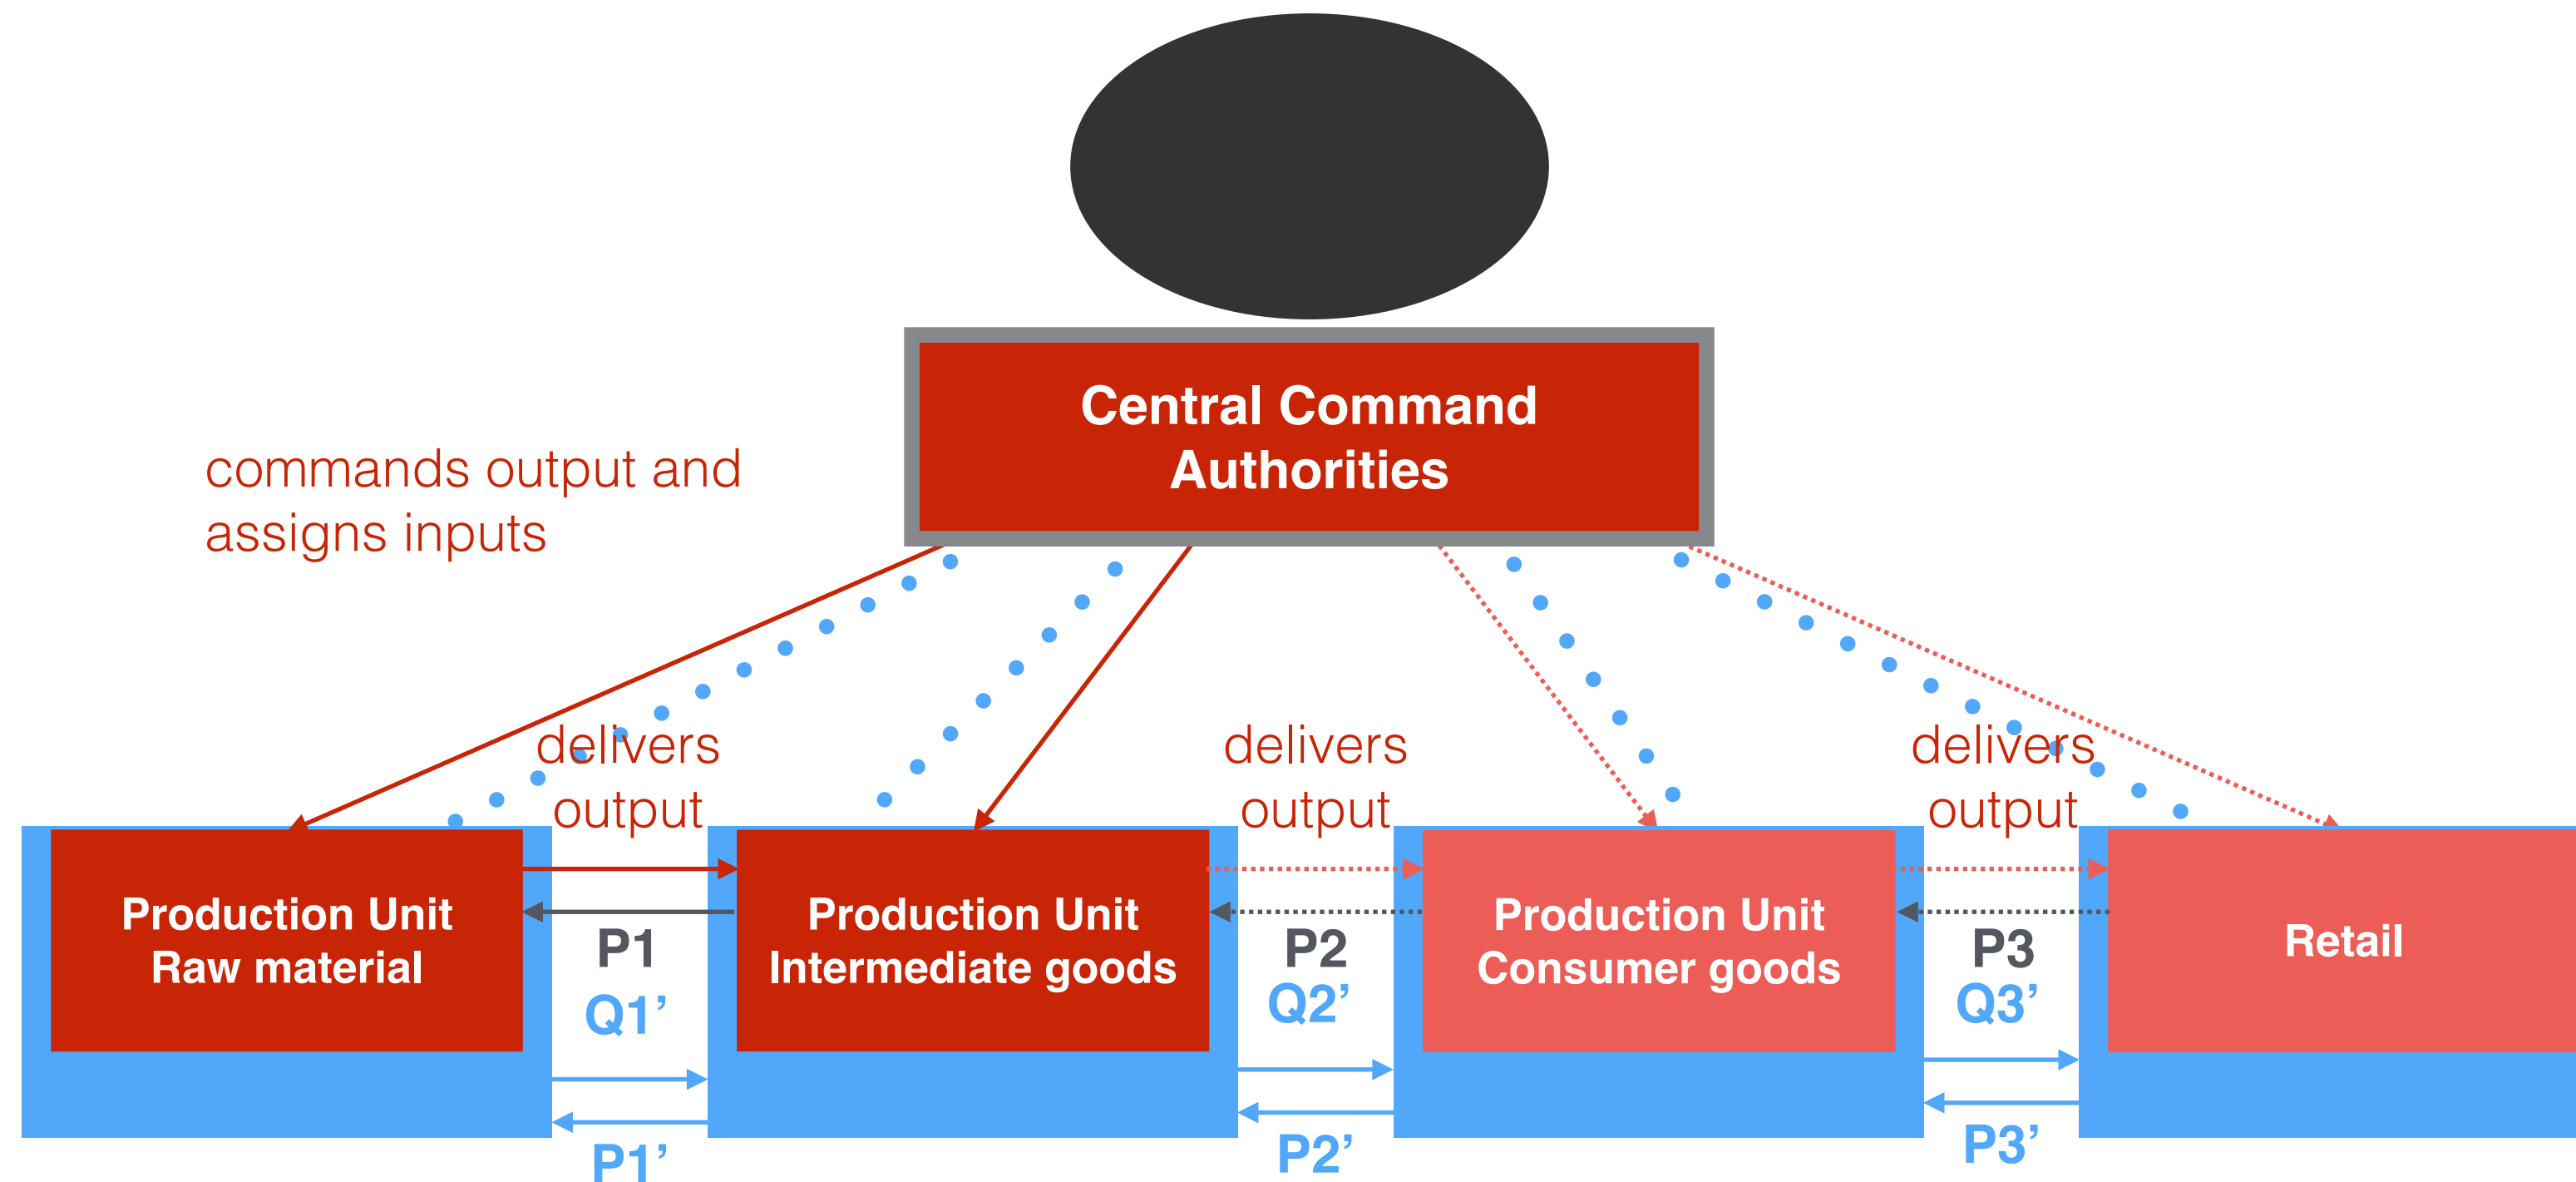 Central Command
Authorities
commands output and
assigns inputs
delivers
output
delivers
output
delivers
output
Production Unit
Raw material
P1
Q1’
P1’
Production Unit
Intermediate goods
P2
Q2’
P2’
Production Unit
Consumer goods
P3
Q3’
P3’
Retail